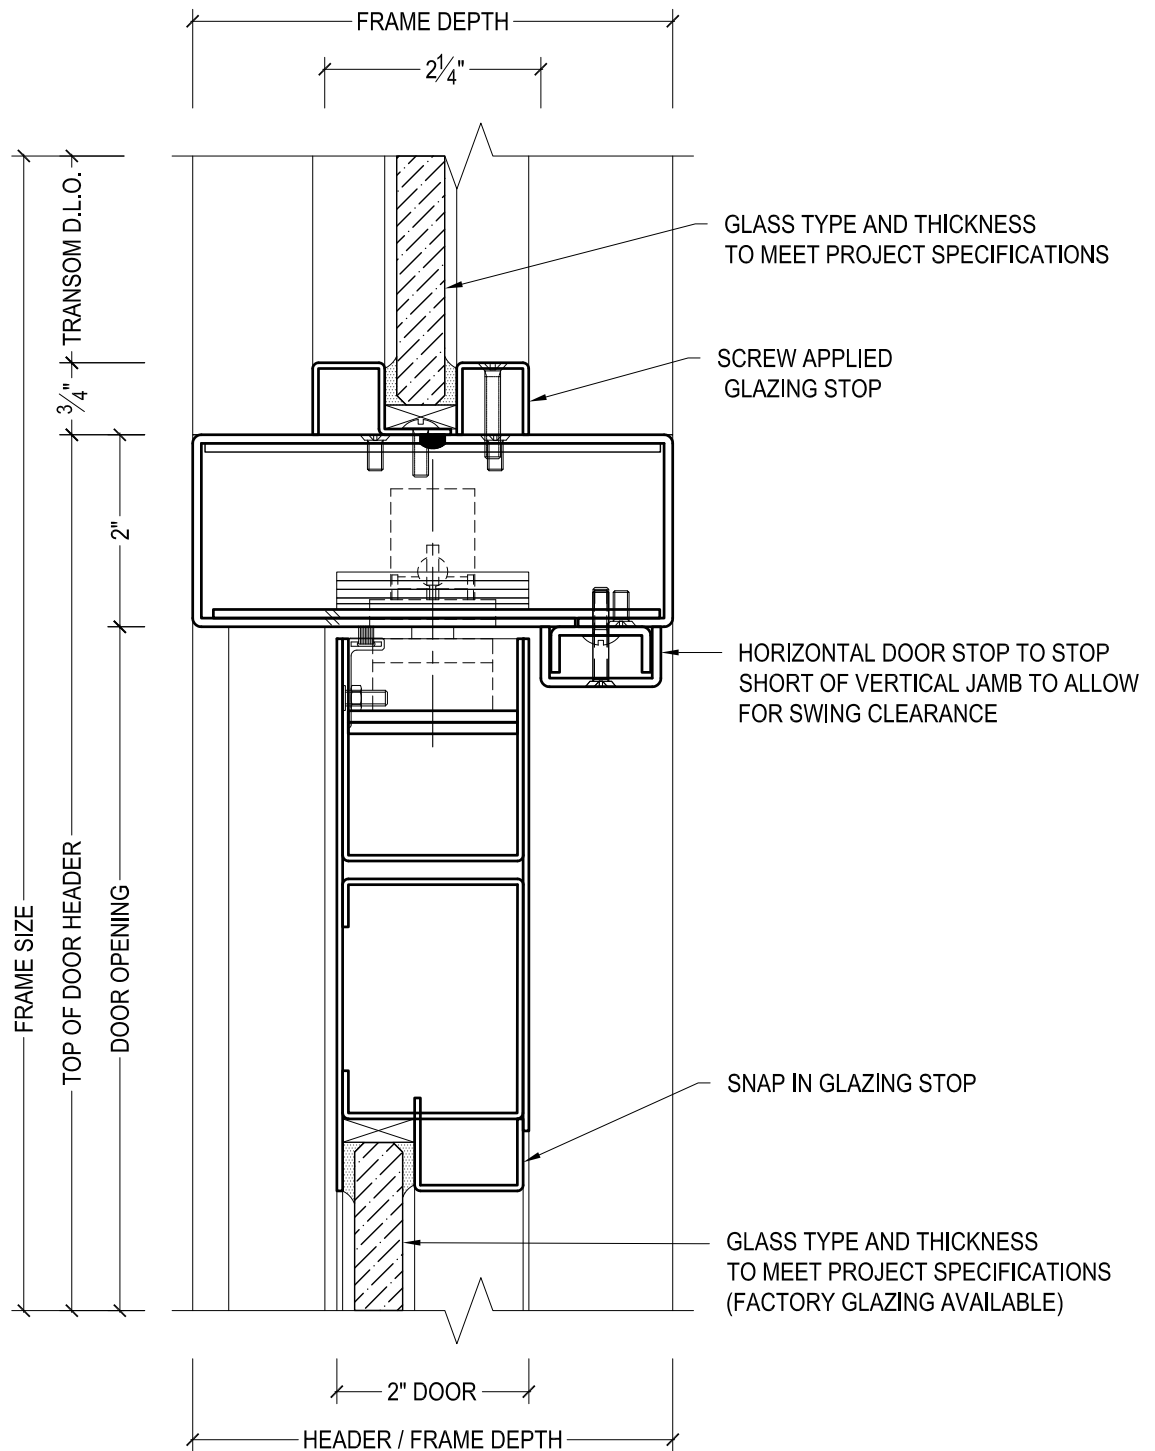 FRAME DEPTH
2 1/4"
TRANSOM D.L.O.
GLASS TYPE AND THICKNESS
TO MEET PROJECT SPECIFICATIONS
3/4"
SCREW APPLIED
GLAZING STOP
2"
HORIZONTAL DOOR STOP TO STOP
SHORT OF VERTICAL JAMB TO ALLOW
FOR SWING CLEARANCE
FRAME SIZE
TOP OF DOOR HEADER
DOOR OPENING
SNAP IN GLAZING STOP
GLASS TYPE AND THICKNESS
TO MEET PROJECT SPECIFICATIONS
(FACTORY GLAZING AVAILABLE)
2" DOOR
HEADER / FRAME DEPTH